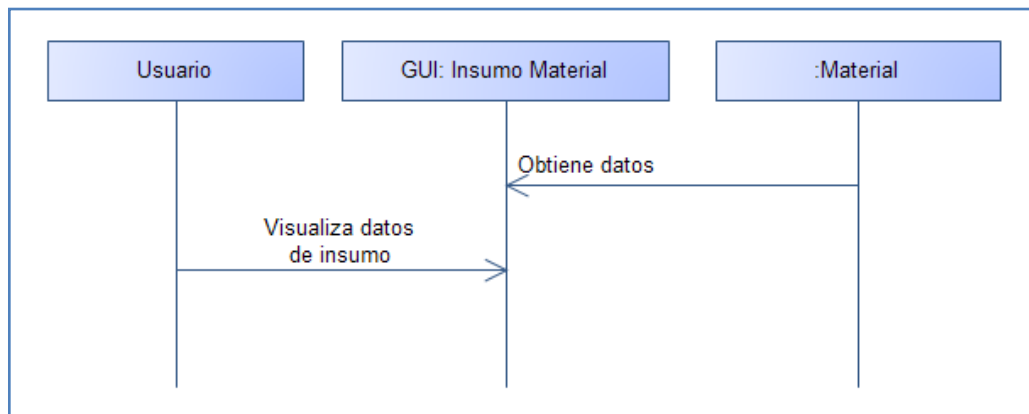 Usuario
GUI: Insumo Material
:Material
Obtiene datos
Visualiza datos
de insumo